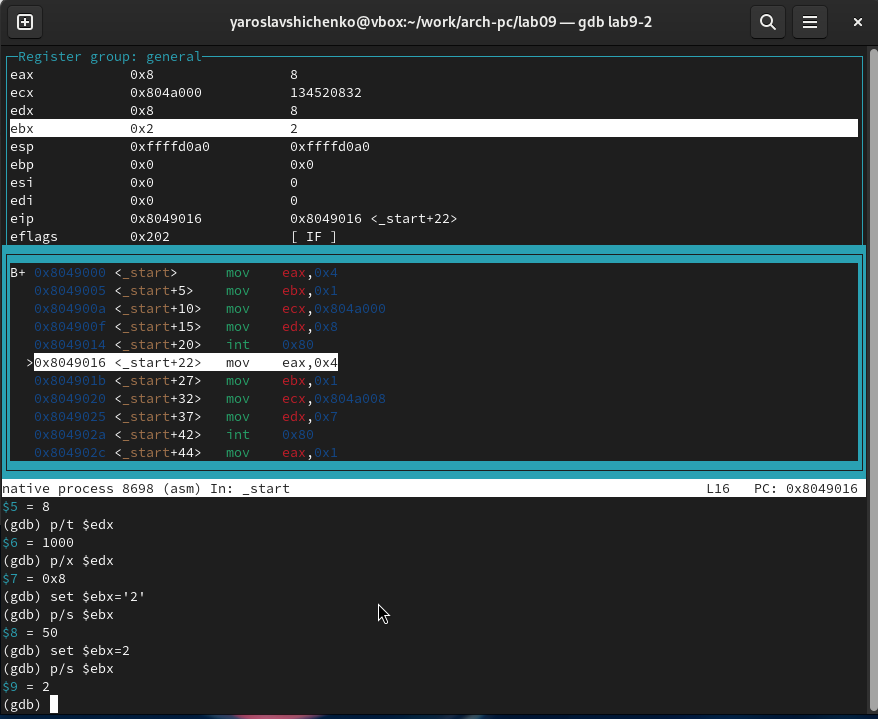 yaroslavshichenko@vbox:~/work/arch-pc/lab09 — gdb lab9-2
Register group: general
eax 0x8 8
ecx 0x804a000 134520832
edx 0x8 8
ebx 0x2 2
esp 0xffffd0a0 0xffffd0a0
ebp 0x0 0x0
esi 0x0 0
edi 0x0 0
eip 0x8049016 0x8049016 <_start+22>
eflags 0x202 [ IF ]
B+ 0x8049000 <_start> mov eax,0x4
0x8049005 <_start+5> mov ebx,0x1
0x804900a <_start+10> mov ecx,0x804a000
0x804900f <_start+15> mov edx,0x8
0x8049014 <_start+20> int 0x80
>0x8049016 <_start+22> mov eax,0x4
0x804901b <_start+27> mov ebx,0x1
0x8049020 <_start+32> mov ecx,0x804a008
0x8049025 <_start+37> mov edx,0x7
0x804902a <_start+42> int 0x80
0x804902c <_start+44> mov eax,0x1
native process 8698 (asm) In: _start L16 PC: 0x8049016
$5 = 8
(gdb) p/t $edx
$6 = 1000
(gdb) p/x $edx
$7 = 0x8
(gdb) set $ebx='2'
(gdb) p/s $ebx
$8 = 50
(gdb) set $ebx=2
(gdb) p/s $ebx
$9 = 2
(gdb)